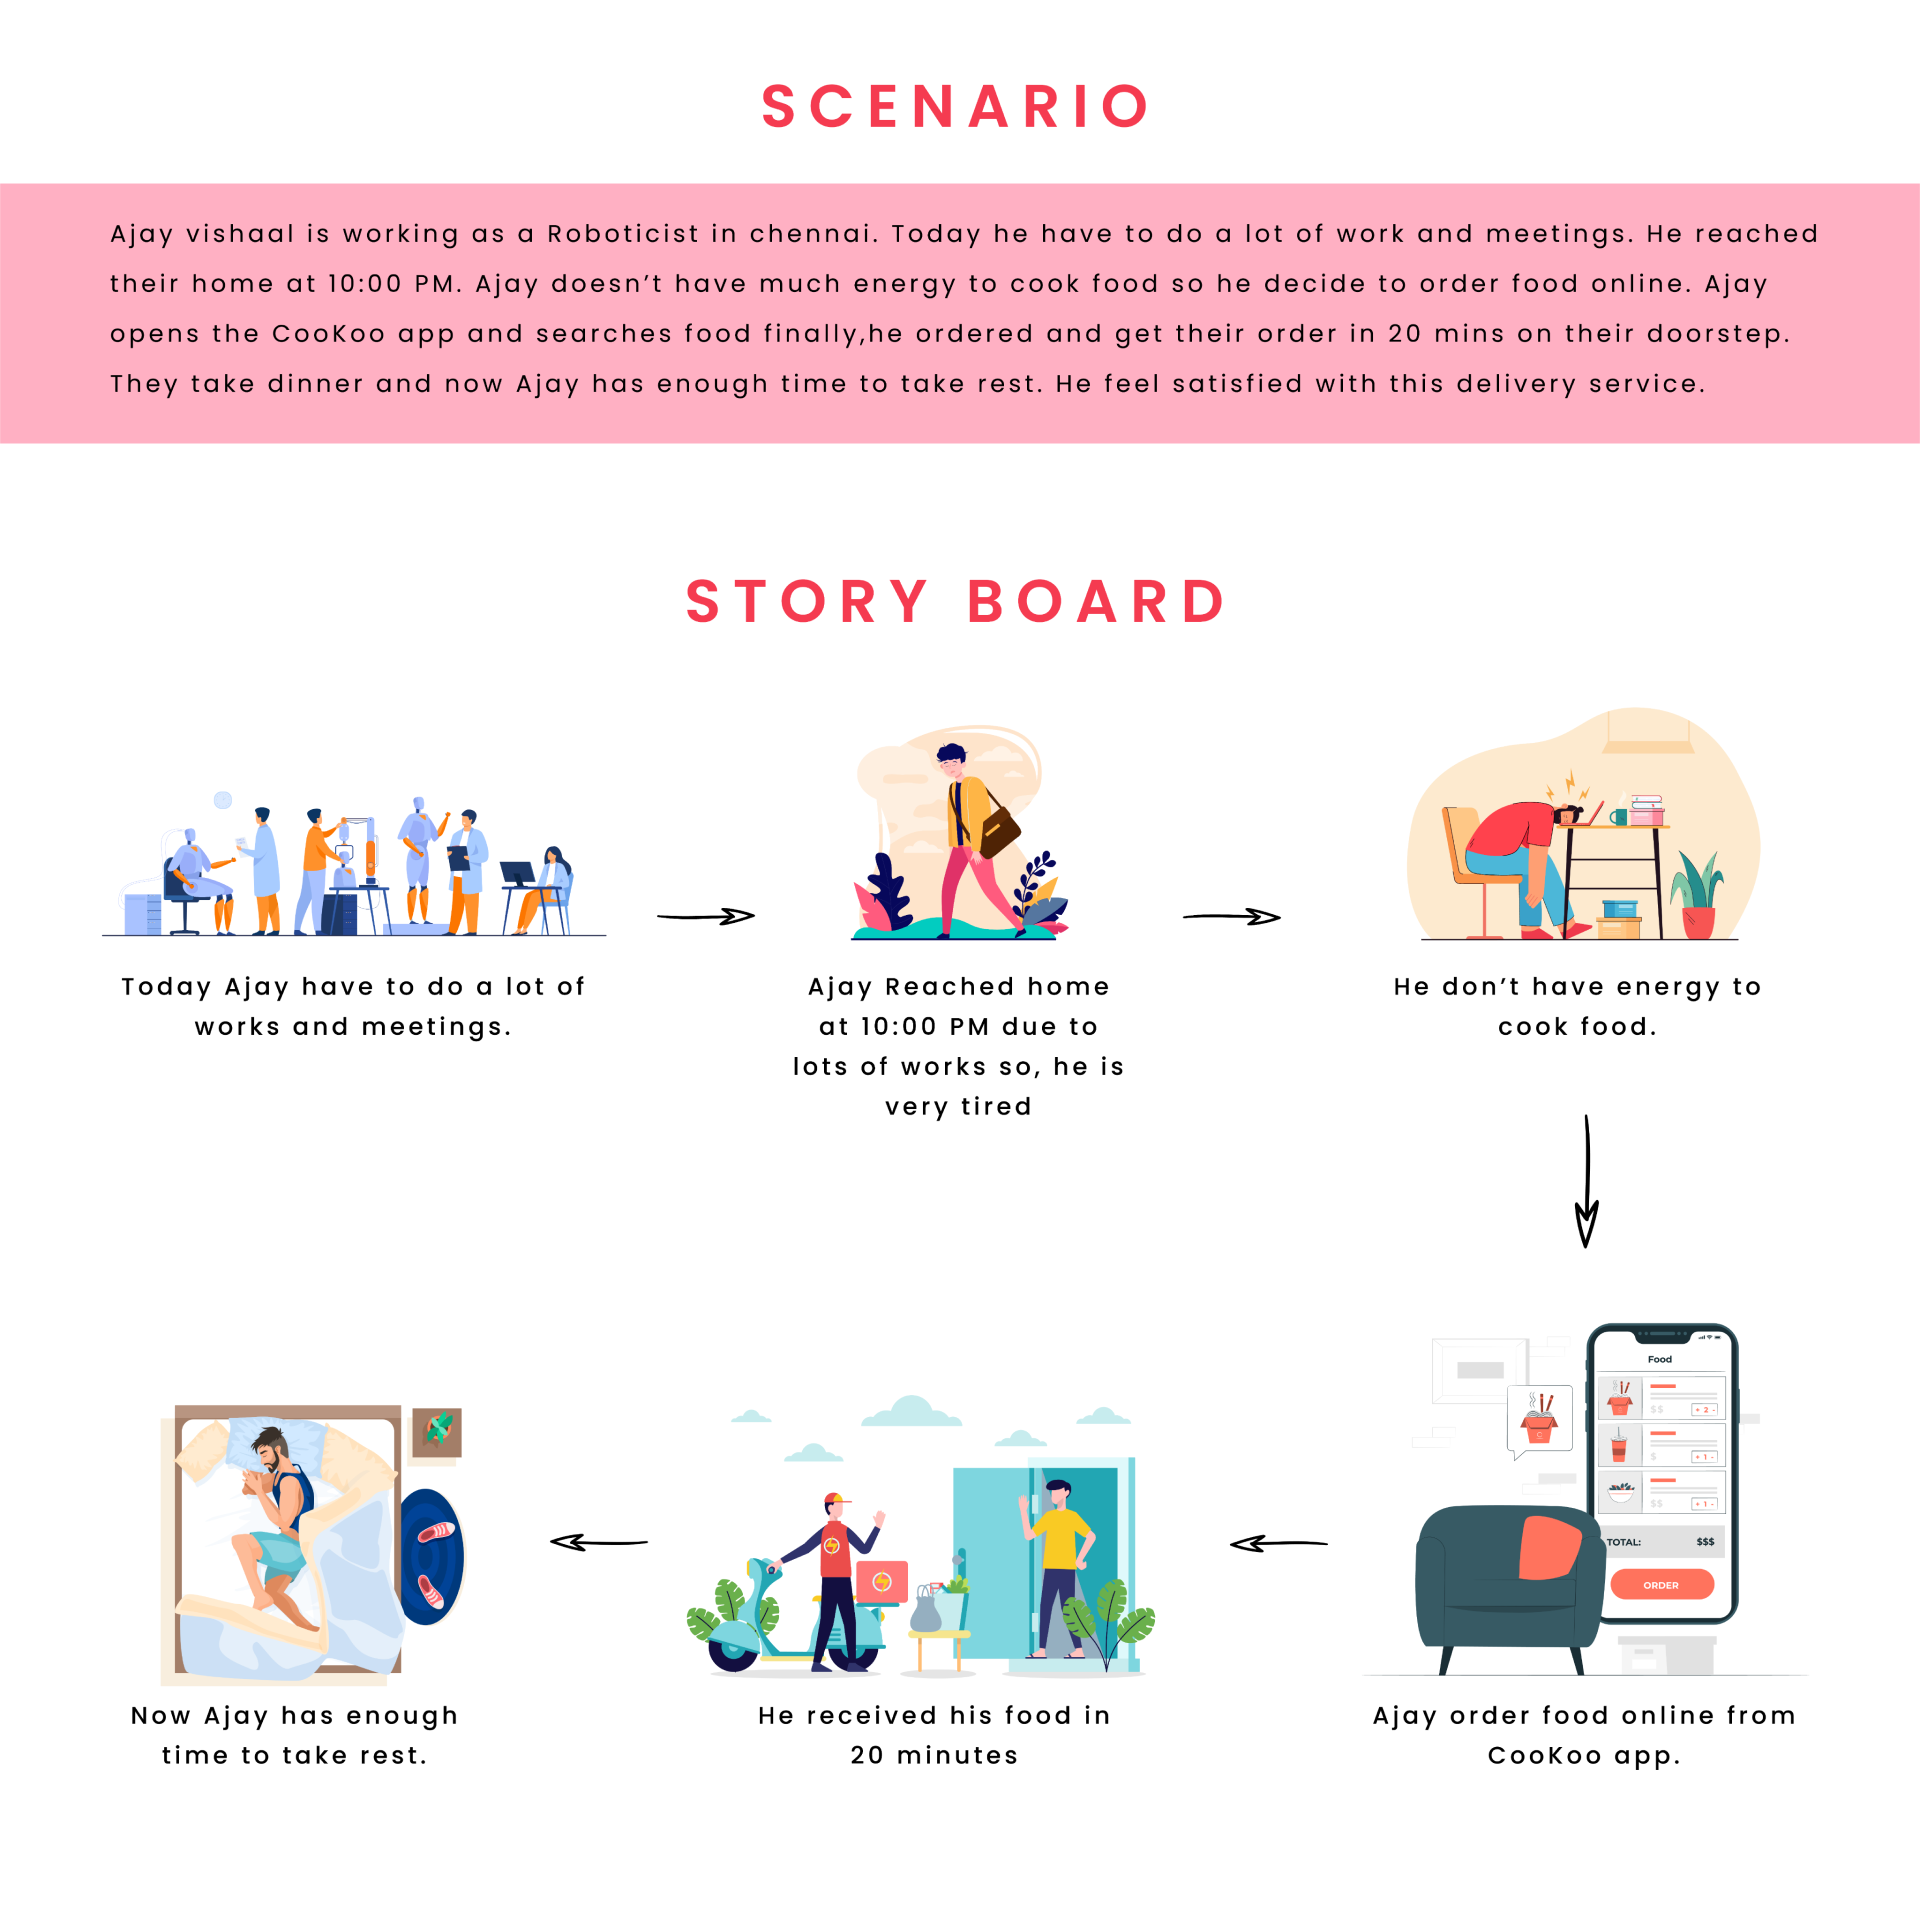 SCENARIO
Ajay vishaal is working as a Roboticist in chennai. Today he have to do a lot of work and meetings. He reached
their home at 10:00 PM. Ajay doesn’t have much energy to cook food so he decide to order food online. Ajay
opens the CooKoo app and searches food finally,he ordered and get their order in 20 mins on their doorstep.
They take dinner and now Ajay has enough time to take rest. He feel satisfied with this delivery service.
STORY BOARD
Today Ajay have to do a lot of
works and meetings.
Ajay Reached home
at 10:00 PM due to
lots of works so, he is
very tired
He don’t have energy to
cook food.
Food
$$
+ 2 -
$
+ 1 -
$$
+ 1 -
TOTAL: $$$
ORDER
Ajay order food online from
CooKoo app.
He received his food in
20 minutes
Now Ajay has enough
time to take rest.